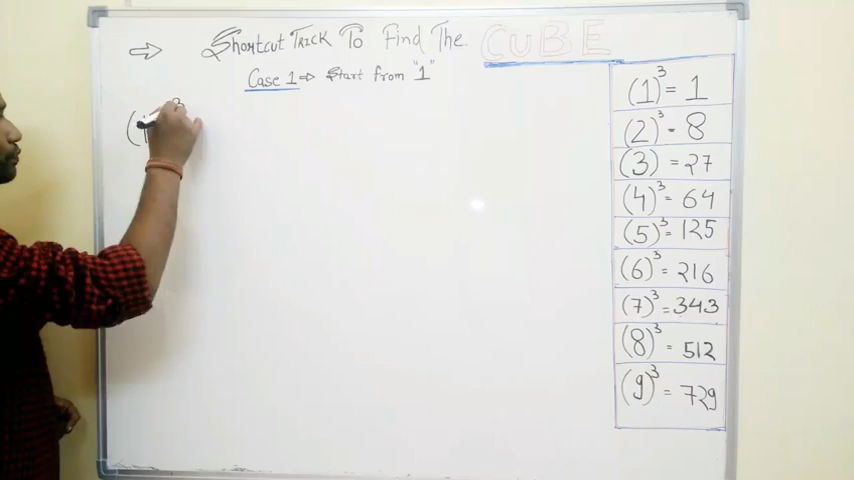 ⇨ Shortcut TRICK To Find The. CUBE
Case 1 ⇨ Start from "1"
(1)³ = 1
(2)³ = 8
(3) = 27
(4)³ = 64
(5)³ = 125
(6)³ = 216
(7)³ = 343
(8)³ = 512
(9)³ = 729